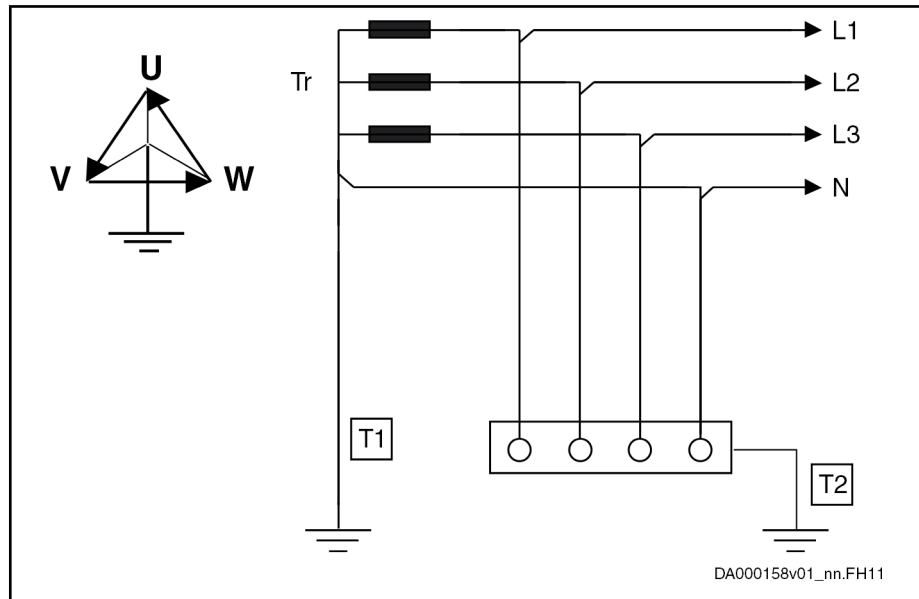 L1
U
Tr
L2
L3
V
W
N
T1
T2
DA000158v01_nn.FH11